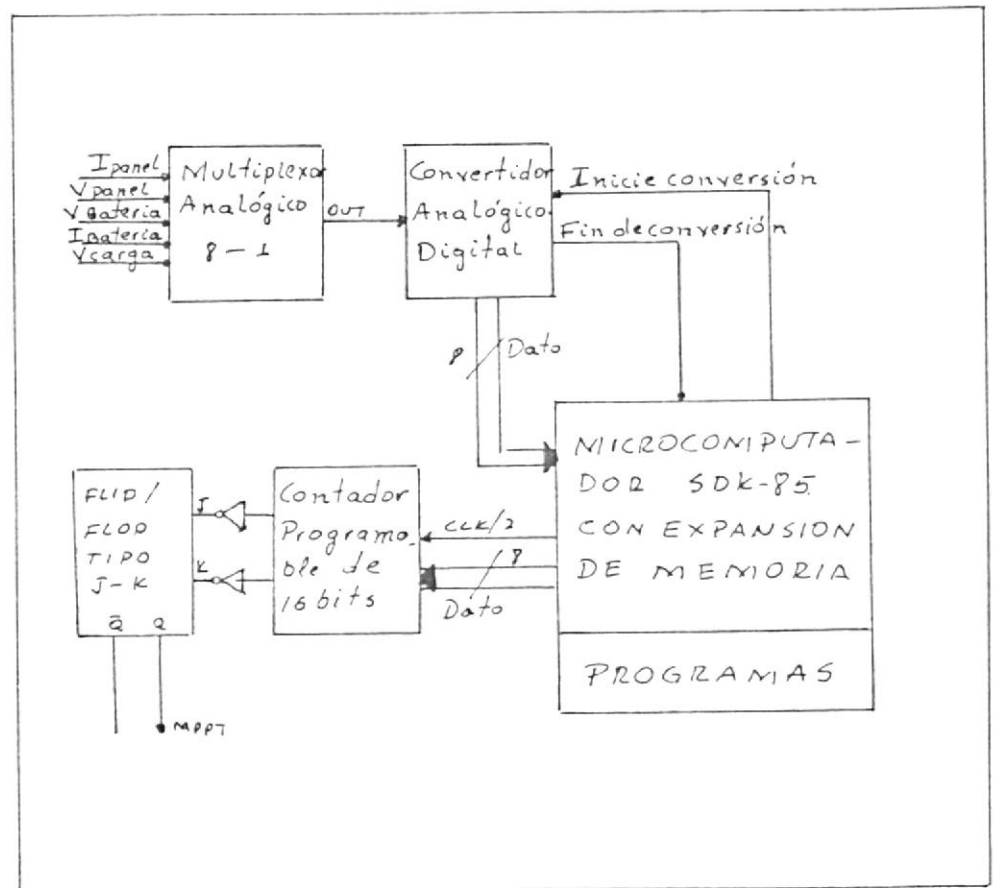 Ipanel
Vpanel
VBateria
IBateria
Vcarga
Multiplexor
Analógico
8-1
OUT
Convertidor
Analógico-
Digital
Inicie conversión
Fin de conversión
8
Dato
MICROCOMPUTA-
DOR SDK-85
CON EXPANSION
DE MEMORIA
PROGRAMAS
CLK/2
8
Dato
Contador
Programa-
ble de
16 bits
J
K
FLIP/
FLOP
TIPO
J-K
Q̄ Q
MPPT